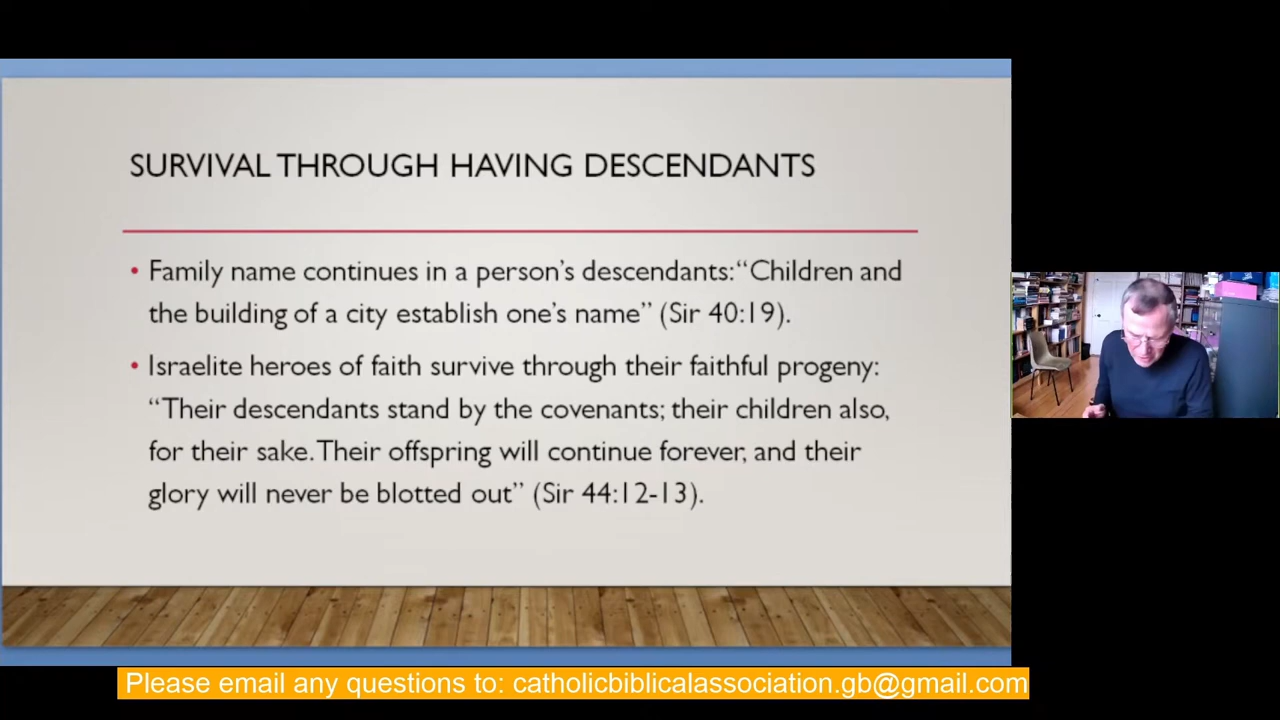 SURVIVAL THROUGH HAVING DESCENDANTS
• Family name continues in a person’s descendants: “Children and
the building of a city establish one’s name” (Sir 40:19).
• Israelite heroes of faith survive through their faithful progeny:
“Their descendants stand by the covenants; their children also,
for their sake. Their offspring will continue forever, and their
glory will never be blotted out” (Sir 44:12-13).
Please email any questions to: catholicbiblicalassociation.gb@gmail.com